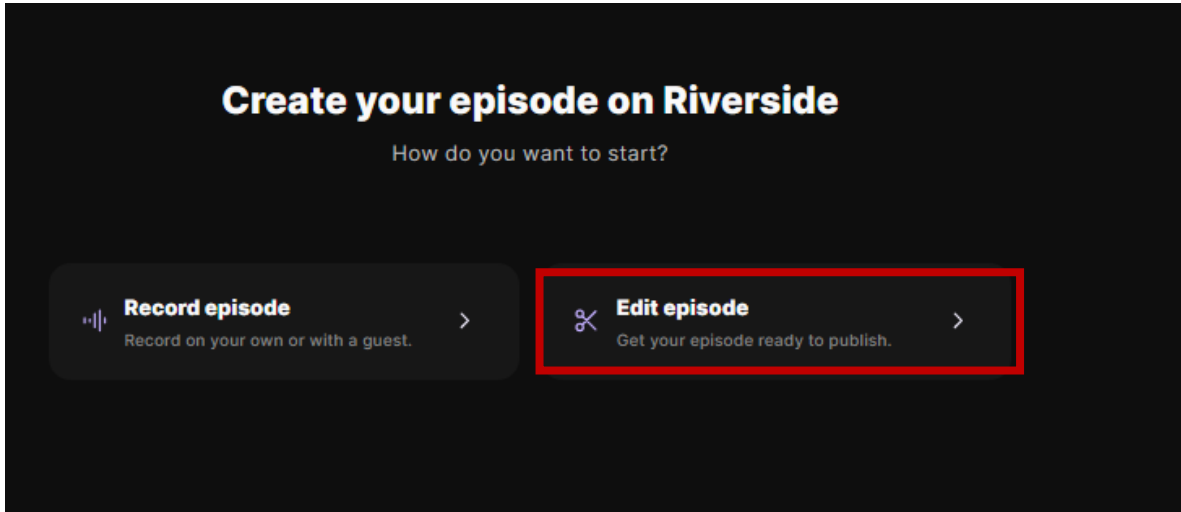 Create your episode on Riverside
How do you want to start?
Record episode
Record on your own or with a guest.
Edit episode
Get your episode ready to publish.